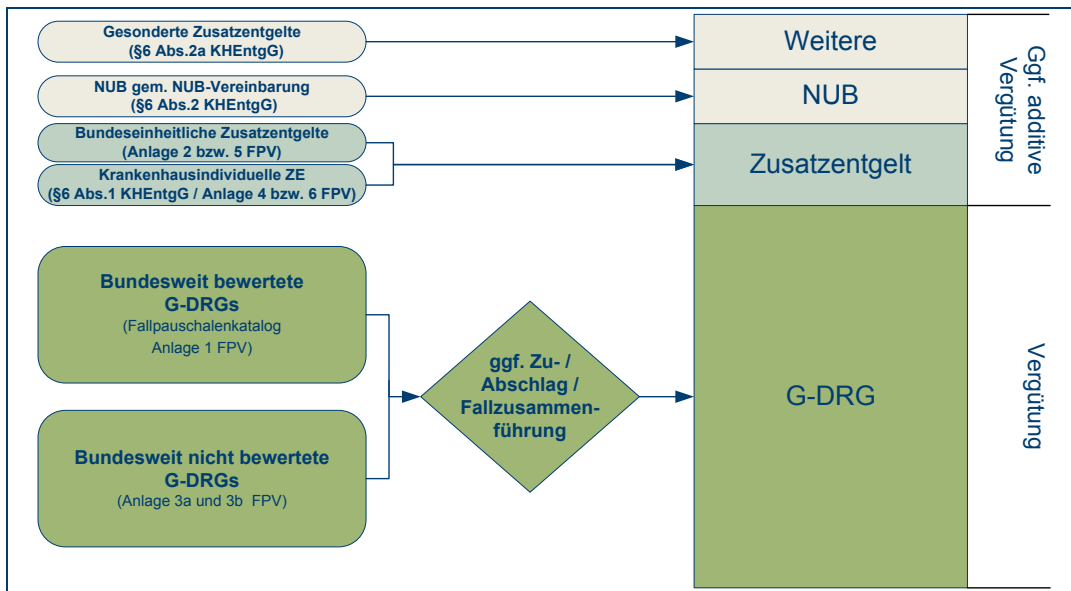 Gesonderte Zusatzentgelte
(§6 Abs.2a KHEntgG)
Weitere
NUB gem. NUB-Vereinbarung
(§6 Abs.2 KHEntgG)
NUB
Bundeseinheitliche Zusatzentgelte
(Anlage 2 bzw. 5 FPV)
Krankenhausindividuelle ZE
(§6 Abs.1 KHEntgG / Anlage 4 bzw. 6 FPV)
Zusatzentgelt
Ggf. additive
Vergütung
Bundesweit bewertete
G-DRGs
(Fallpauschalenkatalog
Anlage 1 FPV)
Bundesweit nicht bewertete
G-DRGs
(Anlage 3a und 3b FPV)
ggf. Zu- /
Abschlag /
Fallzusammen-
führung
G-DRG
Vergütung